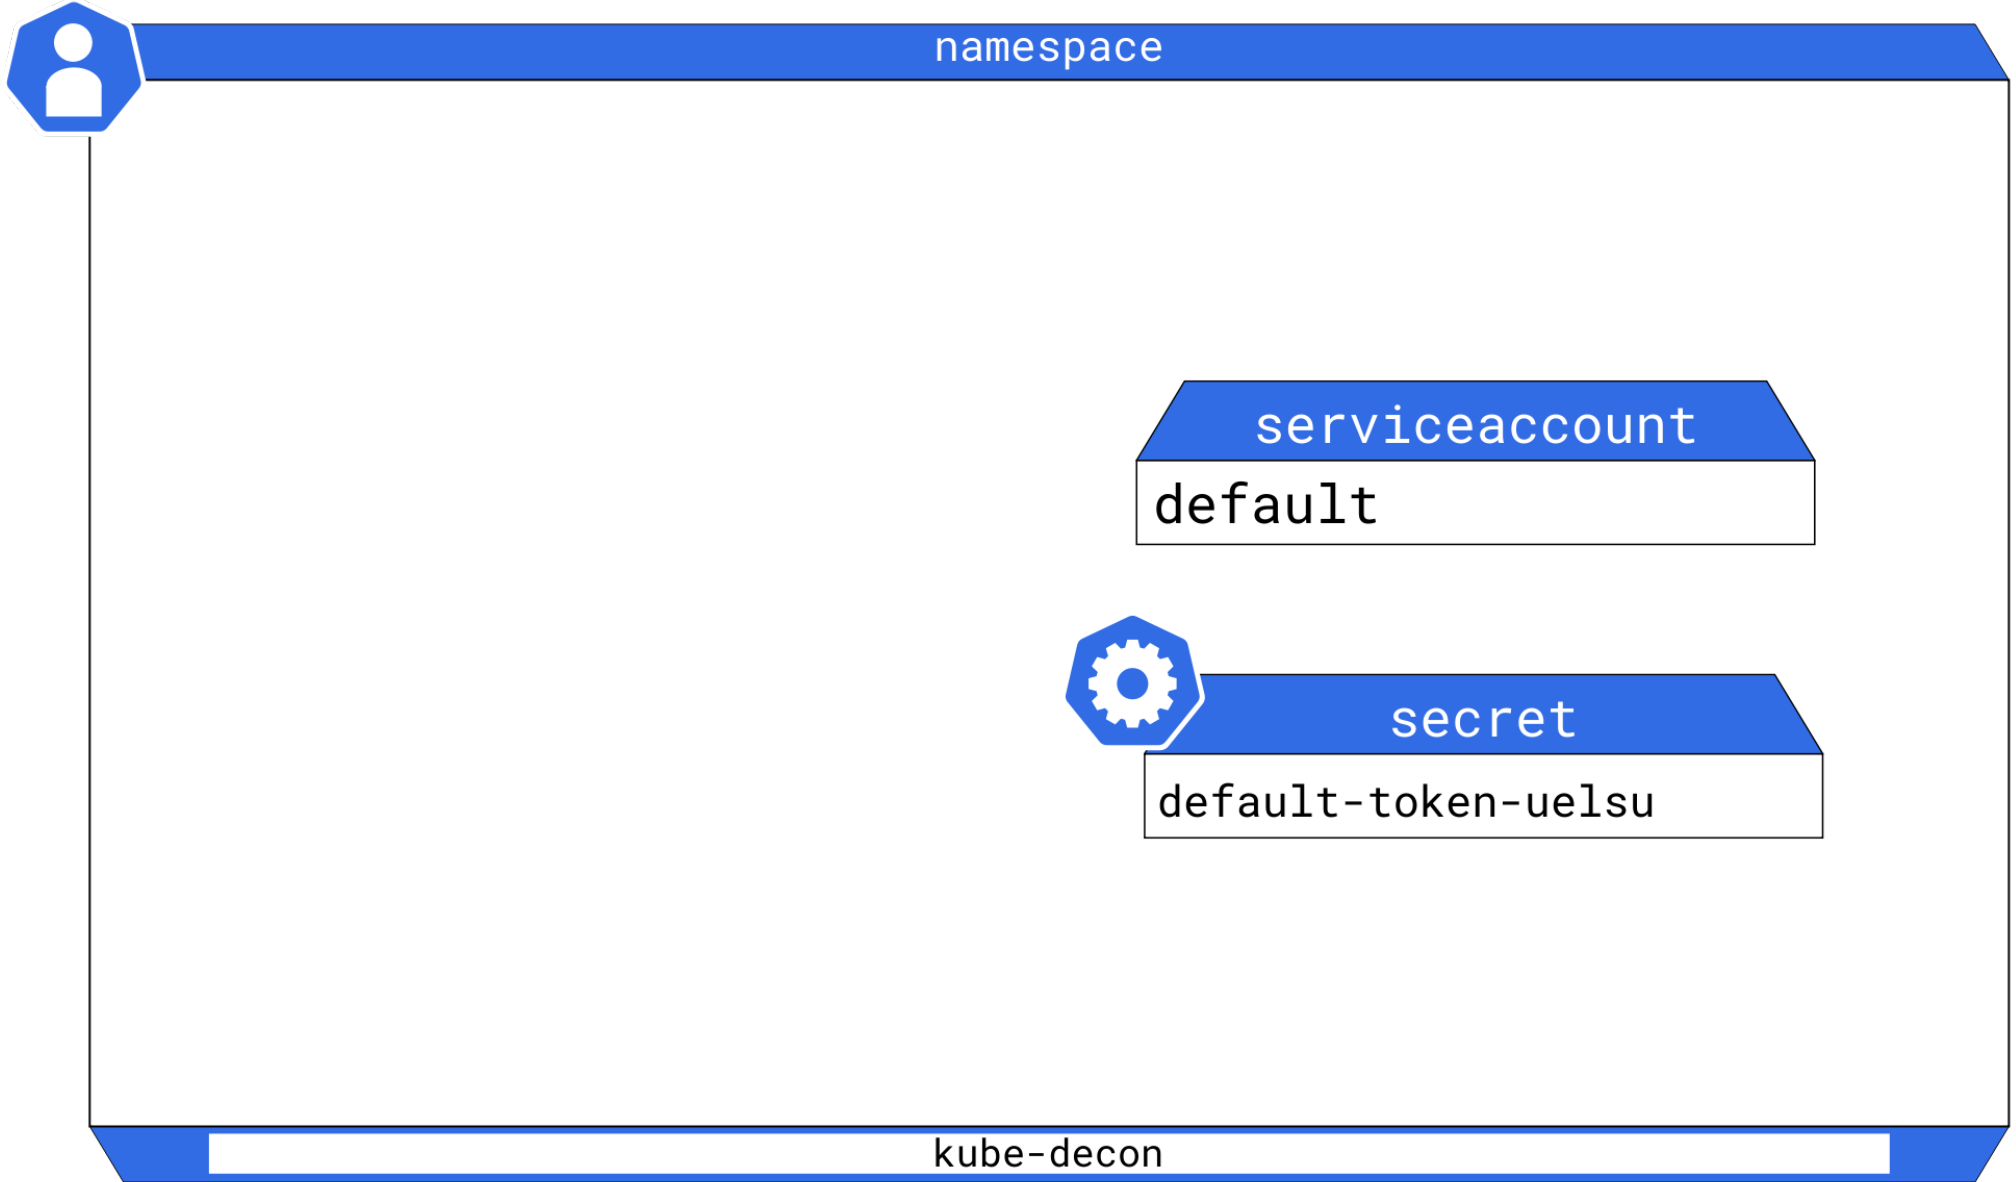 namespace
serviceaccount
default
secret
default-token-uelsu
kube-decon